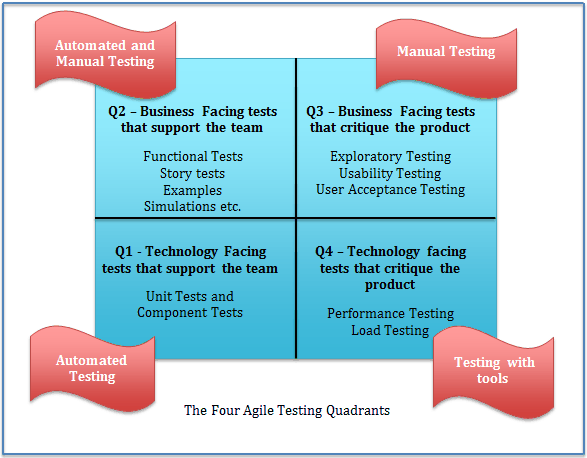 Automated and
Manual Testing
Manual Testing
Q2 – Business Facing tests
that support the team
Functional Tests
Story tests
Examples
Simulations etc.
Q3 – Business Facing tests
that critique the product
Exploratory Testing
Usability Testing
User Acceptance Testing
Q1 - Technology Facing
tests that support the team
Unit Tests and
Component Tests
Q4 – Technology facing
tests that critique the
product
Performance Testing
Load Testing
Automated
Testing
Testing with
tools
The Four Agile Testing Quadrants